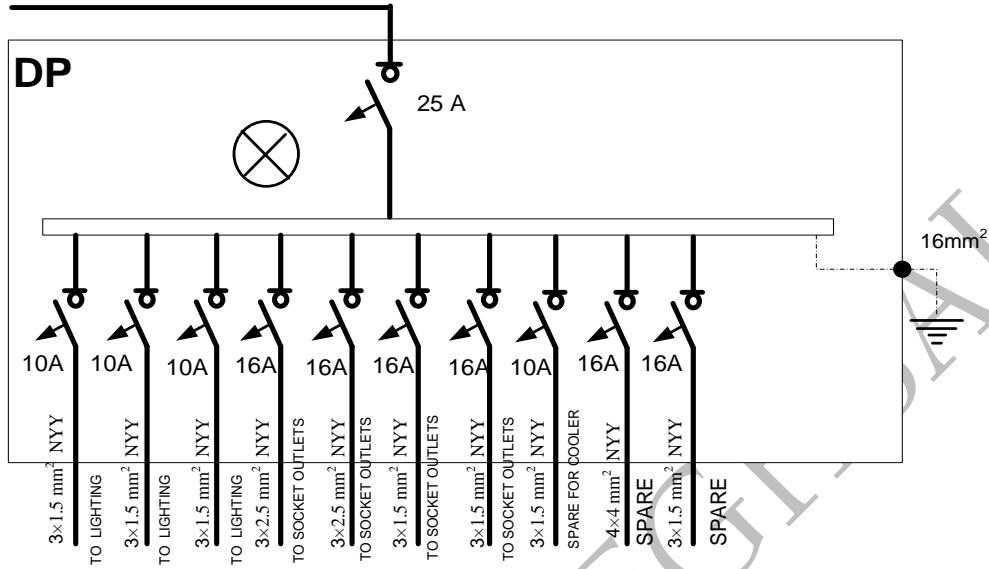 DP
25 A
16mm²
10A
10A
10A
16A
16A
16A
16A
10A
16A
16A
3×1.5 mm² NYY
TO LIGHTING
3×1.5 mm² NYY
TO LIGHTING
3×1.5 mm² NYY
TO LIGHTING
3×2.5 mm² NYY
TO SOCKET OUTLETS
3×2.5 mm² NYY
TO SOCKET OUTLETS
3×1.5 mm² NYY
TO SOCKET OUTLETS
3×1.5 mm² NYY
TO SOCKET OUTLETS
3×1.5 mm² NYY
SPARE FOR COOLER
4×4 mm² NYY
SPARE
3×1.5 mm² NYY
SPARE